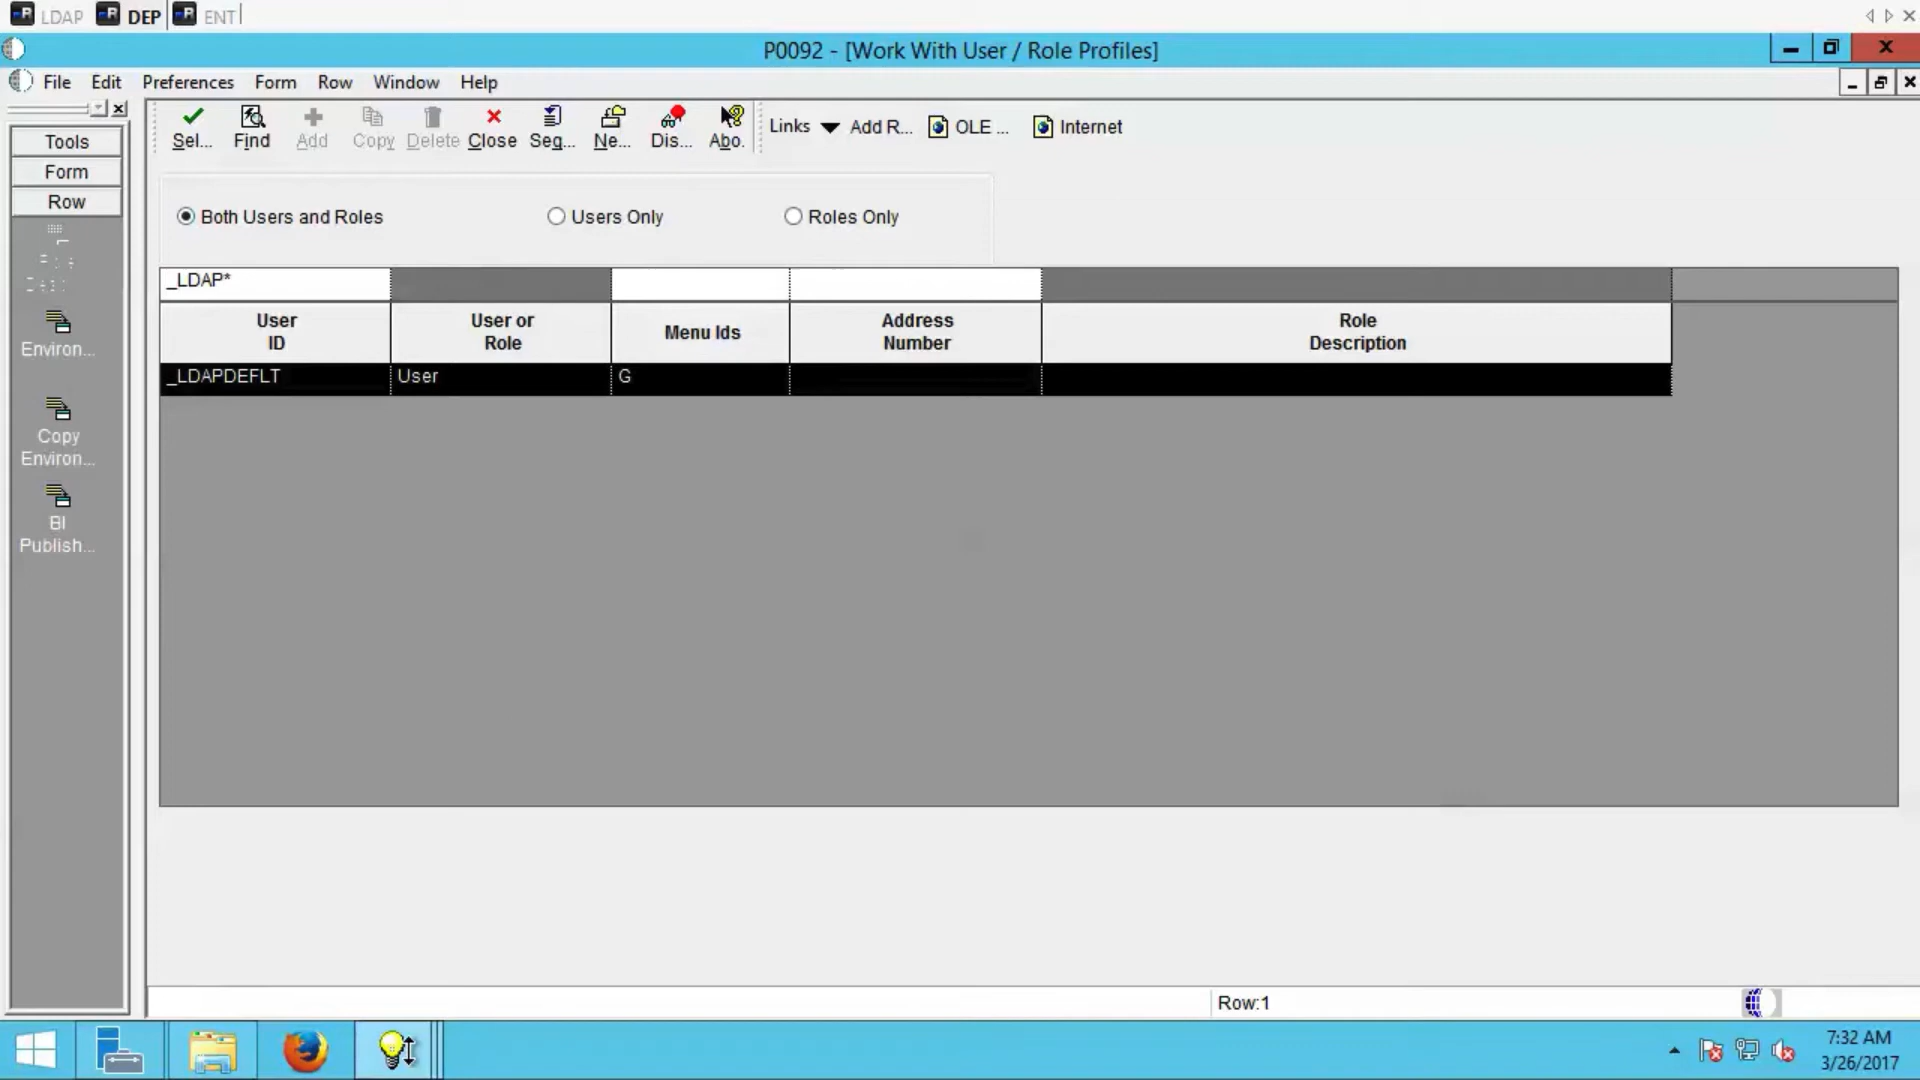 LDAP DEP ENT
P0092 - [Work With User / Role Profiles]
File Edit Preferences Form Row Window Help
Sel... Find Add Copy Delete Close Seq... Ne... Dis... Abo. Links Add R... OLE ... Internet
Tools
Form
Row
Environ...
Copy
Environ...
BI
Publish...
Both Users and Roles Users Only Roles Only
_LDAP*
User
ID
User or
Role
Menu Ids
Address
Number
Role
Description
_LDAPDEFLT User G
Row:1
7:32 AM
3/26/2017